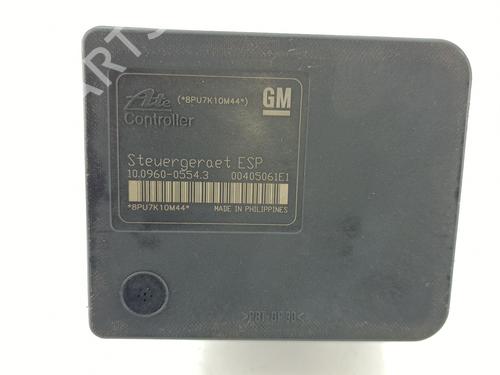 Ate (*8PU7K10M44*) GM
Controller
Steuergeraet ESP
10.0960-0554.3 00405061E1
*8PU7K10M44* MADE IN PHILIPPINES